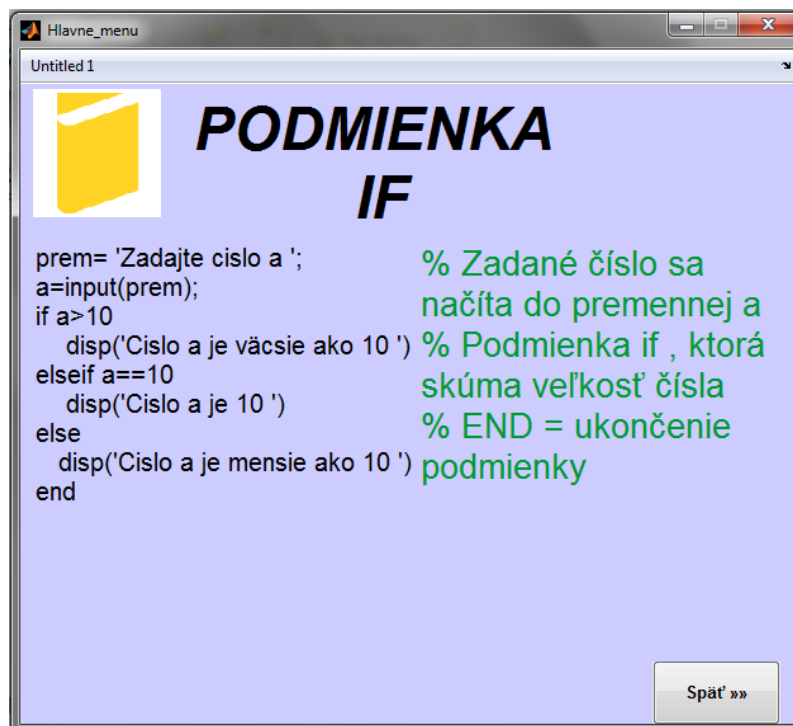 Hlavne_menu
Untitled 1
PODMIENKA
IF
prem= 'Zadajte cislo a ';
a=input(prem);
if a>10
disp('Cislo a je väcsie ako 10 ')
elseif a==10
disp('Cislo a je 10 ')
else
disp('Cislo a je mensie ako 10 ')
end
% Zadané číslo sa
načíta do premennej a
% Podmienka if , ktorá
skúma veľkosť čísla
% END = ukončenie
podmienky
Späť »»